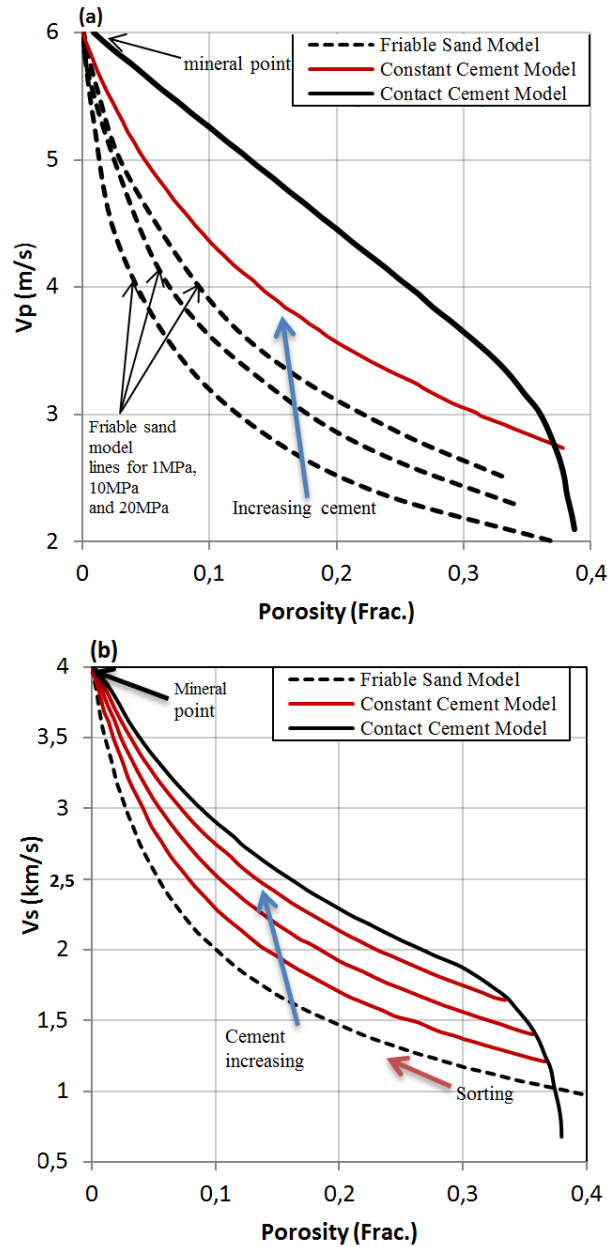 (a)
6
5
4
3
2
Vp (m/s)
mineral point
Friable Sand Model
Constant Cement Model
Contact Cement Model
Friable sand
model
lines for 1MPa,
10MPa
and 20MPa
Increasing cement
0
0,1
0,2
0,3
0,4
Porosity (Frac.)
(b)
4
3,5
3
2,5
2
1,5
1
0,5
Vs (km/s)
Mineral
point
Friable Sand Model
Constant Cement Model
Contact Cement Model
Cement
increasing
Sorting
0
0,1
0,2
0,3
0,4
Porosity (Frac.)